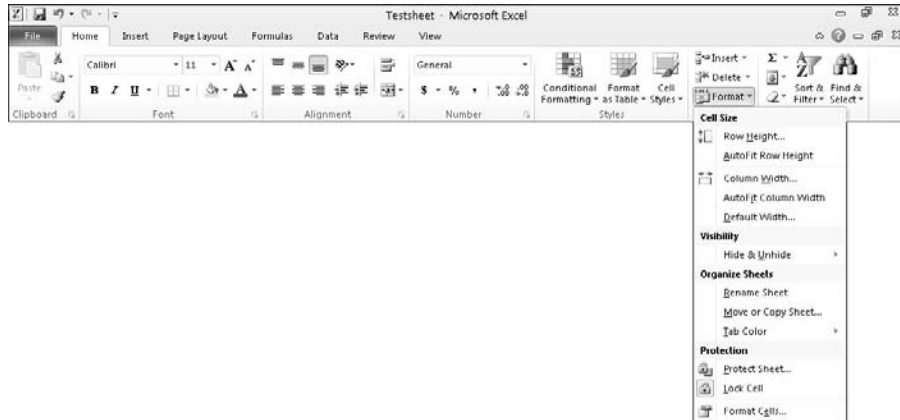 Testsheet - Microsoft Excel
File Home Insert Page Layout Formulas Data Review View
Calibri 11 A A General Insert Σ
Paste B I U A $ % , .00 .00 Conditional Formatting Format as Table Cell Styles Delete Format Sort & Filter Find & Select
Clipboard Font Alignment Number Styles
Cell Size
Row Height...
AutoFit Row Height
Column Width...
AutoFit Column Width
Default Width...
Visibility
Hide & Unhide
Organize Sheets
Rename Sheet
Move or Copy Sheet...
Tab Color
Protection
Protect Sheet...
Lock Cell
Format Cells...